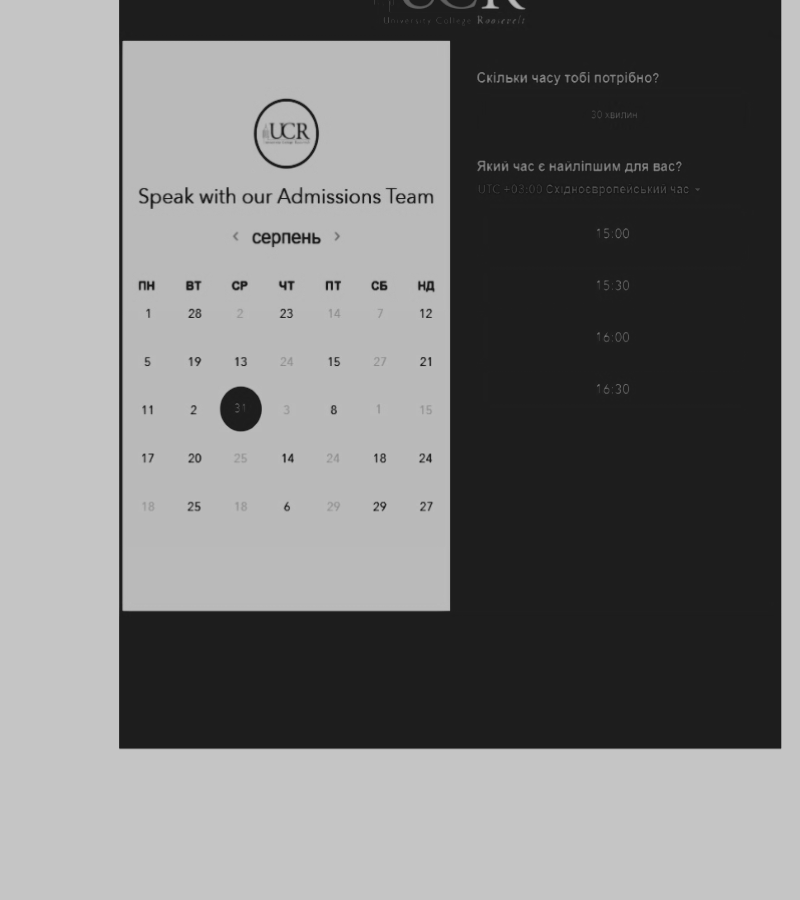 UCR
University College Roosevelt
UCR
Speak with our Admissions Team
< серпень >
ПН ВТ СР ЧТ ПТ СБ НД
1 28 2 23 14 7 12
5 19 13 24 15 27 21
11 2 31 3 8 1 15
17 20 25 14 24 18 24
18 25 18 6 29 29 27
Скільки часу тобі потрібно?
30 хвилин
Який час є найліпшим для вас?
UTC +03:00 Східноєвропейський час
15:00
15:30
16:00
16:30